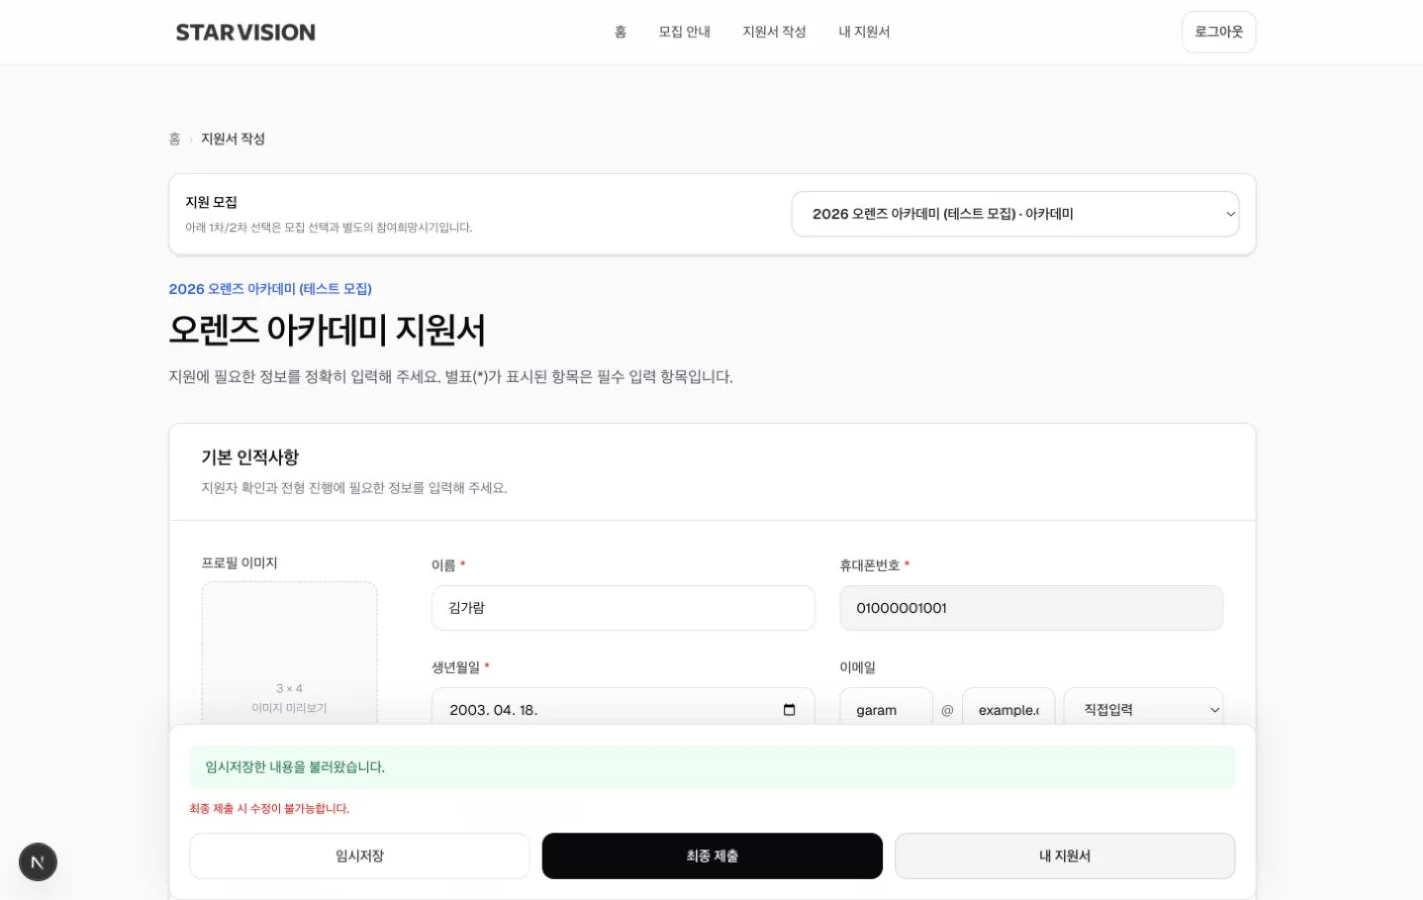 STARVISION
홈
모집 안내
지원서 작성
내 지원서
로그아웃
홈 › 지원서 작성
지원 모집
아래 1차/2차 선택은 모집 선택과 별도의 참여희망시기입니다.
2026 오렌즈 아카데미 (테스트 모집) · 아카데미
2026 오렌즈 아카데미 (테스트 모집)
오렌즈 아카데미 지원서
지원에 필요한 정보를 정확히 입력해 주세요. 별표(*)가 표시된 항목은 필수 입력 항목입니다.
기본 인적사항
지원자 확인과 전형 진행에 필요한 정보를 입력해 주세요.
프로필 이미지
3 × 4
이미지 미리보기
이름 *
김가람
휴대폰번호 *
01000001001
생년월일 *
2003. 04. 18.
이메일
garam @ example.c 직접입력
임시저장한 내용을 불러왔습니다.
최종 제출 시 수정이 불가능합니다.
임시저장
최종 제출
내 지원서
N